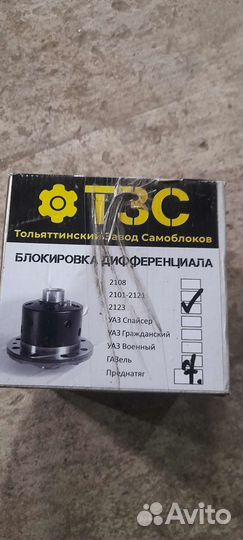 ТЗС
Тольяттинский Завод Самоблоков
БЛОКИРОВКА ДИФФЕРЕНЦИАЛА
2108
2101-2121
2123
УАЗ Спайсер
УАЗ Гражданский
УАЗ Военный
ГАЗель
Преднатяг 7.
Avito